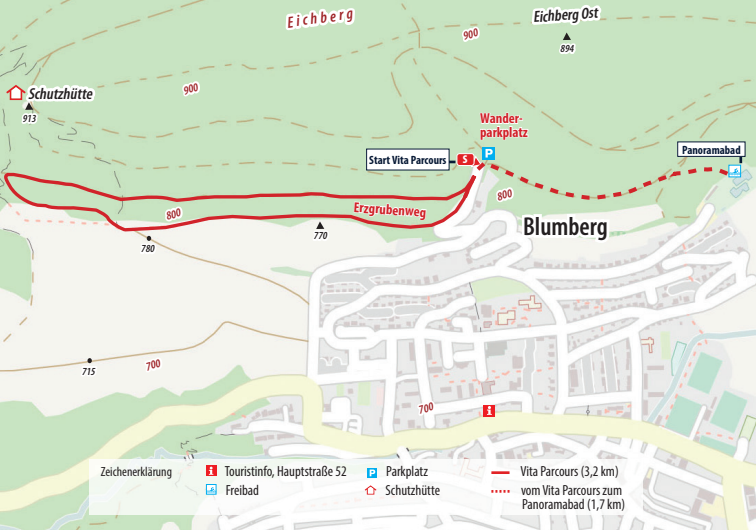 Eichberg
Eichberg Ost
900
894
900
Schutzhütte
913
Wander-
parkplatz
P
Start Vita Parcours
S
Panoramabad
800
800
Erzgrubenweg
Blumberg
770
780
715
700
700
i
Zeichenerklärung
i Touristinfo, Hauptstraße 52
P Parkplatz
Vita Parcours (3,2 km)
Freibad
Schutzhütte
vom Vita Parcours zum
Panoramabad (1,7 km)